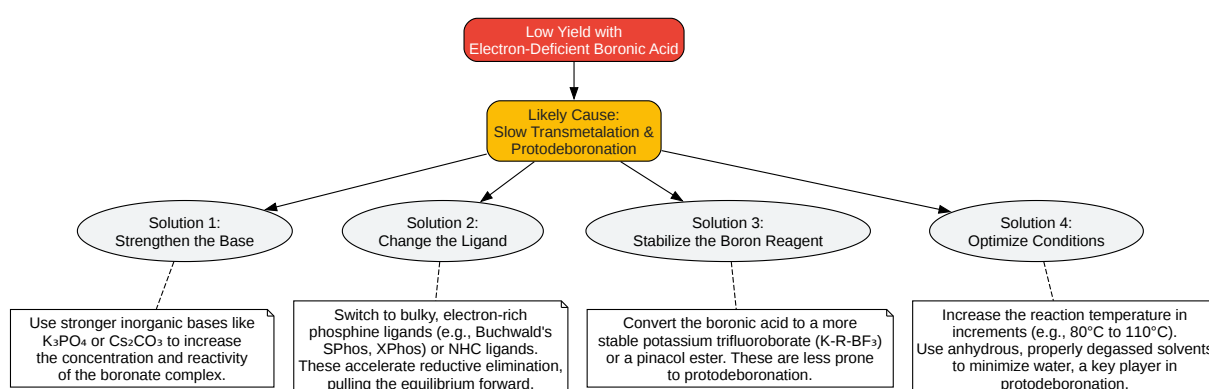 Low Yield with
Electron-Deficient Boronic Acid
Likely Cause:
Slow Transmetalation &
Protodeboronation
Solution 1:
Strengthen the Base
Solution 2:
Change the Ligand
Solution 3:
Stabilize the Boron Reagent
Solution 4:
Optimize Conditions
Use stronger inorganic bases like
K₃PO₄ or Cs₂CO₃ to increase
the concentration and reactivity
of the boronate complex.
Switch to bulky, electron-rich
phosphine ligands (e.g., Buchwald's
SPhos, XPhos) or NHC ligands.
These accelerate reductive elimination,
pulling the equilibrium forward.
Convert the boronic acid to a more
stable potassium trifluoroborate (K-R-BF₃)
or a pinacol ester. These are less prone
to protodeboronation.
Increase the reaction temperature in
increments (e.g., 80°C to 110°C).
Use anhydrous, properly degassed solvents
to minimize water, a key player in
protodeboronation.